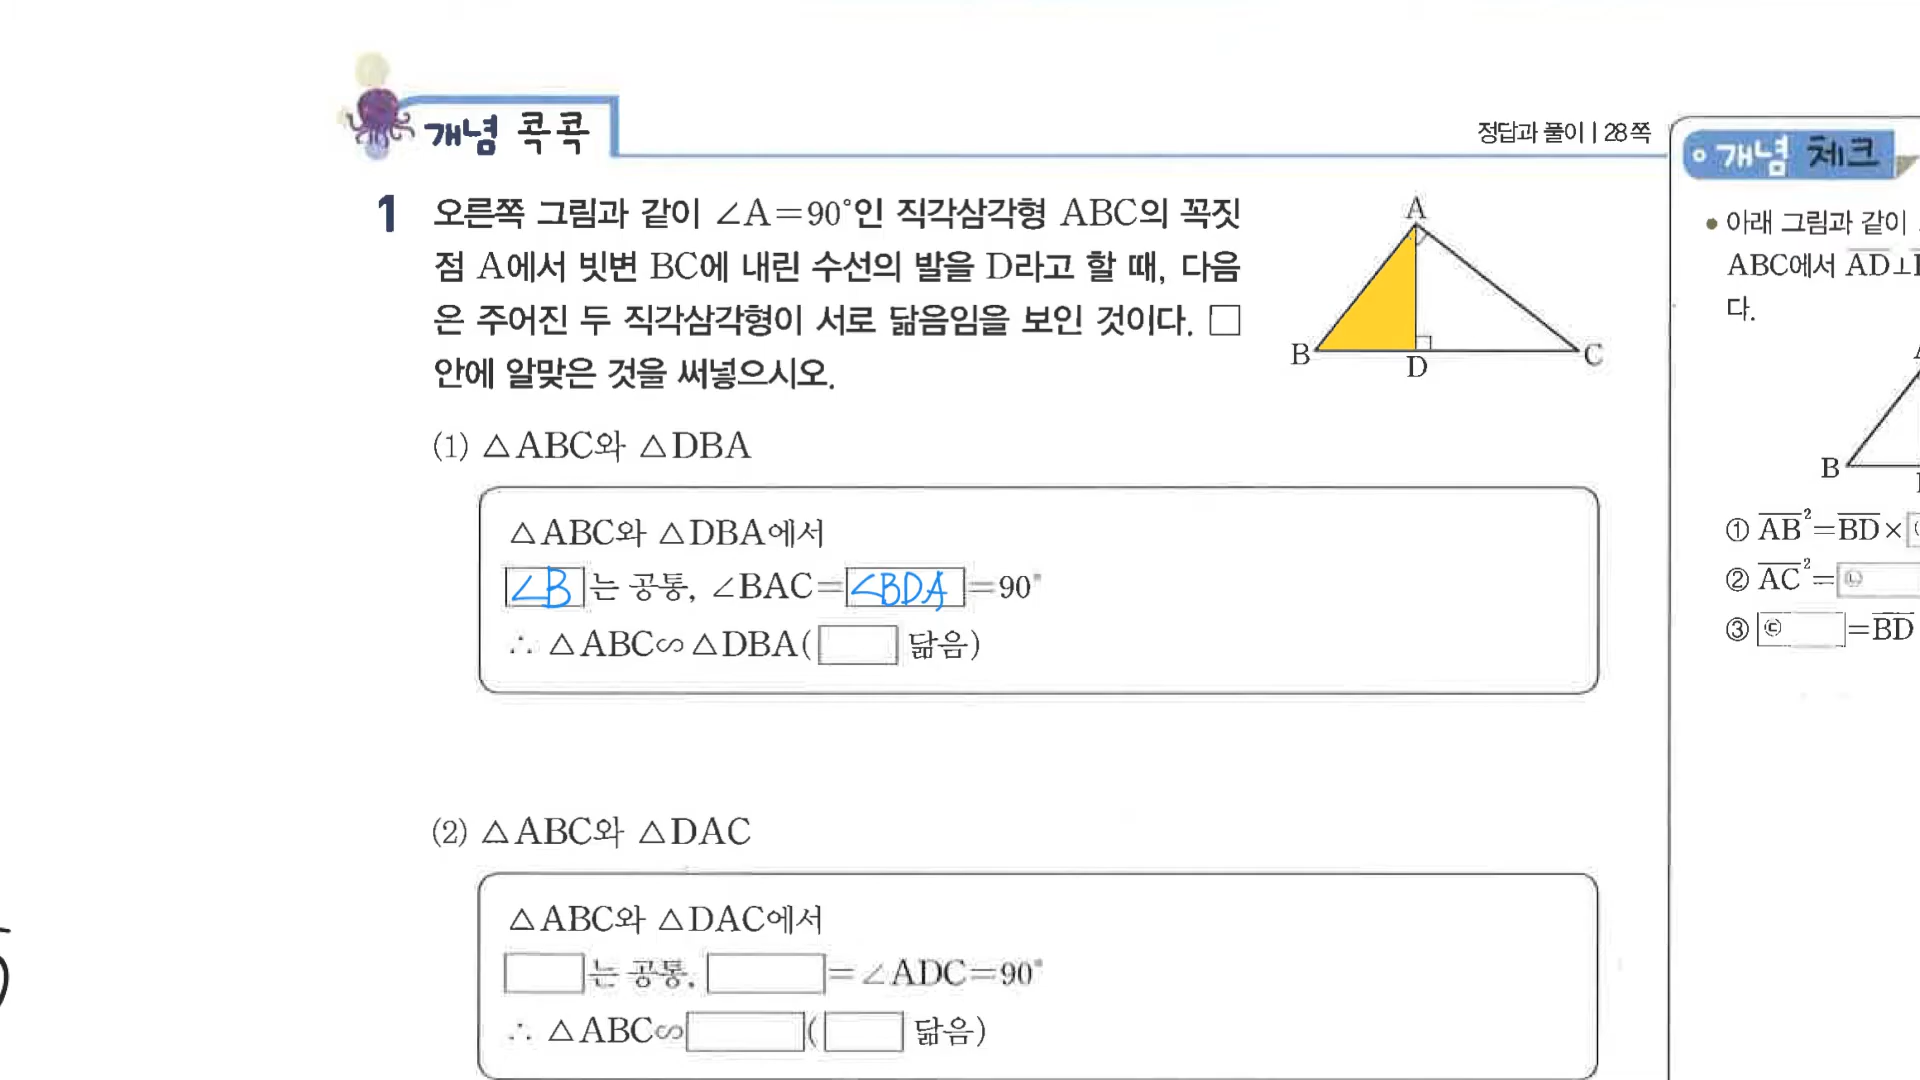 개념 콕콕
정답과 풀이 | 28쪽
1 오른쪽 그림과 같이 ∠A=90°인 직각삼각형 ABC의 꼭짓
점 A에서 빗변 BC에 내린 수선의 발을 D라고 할 때, 다음
은 주어진 두 직각삼각형이 서로 닮음임을 보인 것이다. □
안에 알맞은 것을 써넣으시오.
A
B
D
C
(1) △ABC와 △DBA
△ABC와 △DBA에서
∠B는 공통, ∠BAC=∠BDA=90°
∴ △ABC∽△DBA(□ 닮음)
(2) △ABC와 △DAC
△ABC와 △DAC에서
□는 공통, □=∠ADC=90°
∴ △ABC∽□(□ 닮음)
개념 체크
• 아래 그림과 같이
ABC에서 AD⊥
다.
B
① AB²=BD×
② AC²=㉡
③ ㉢=BD